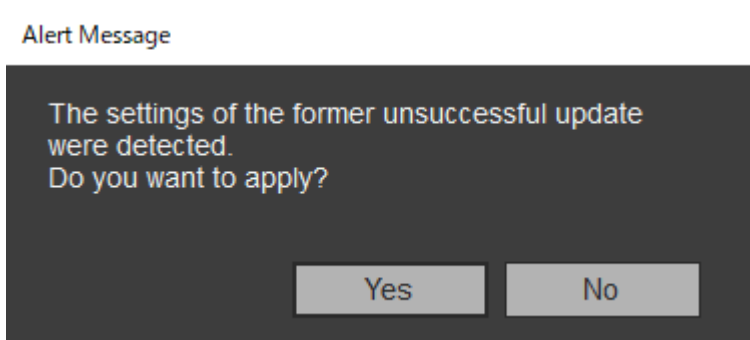 Alert Message
The settings of the former unsuccessful update
were detected.
Do you want to apply?
Yes
No